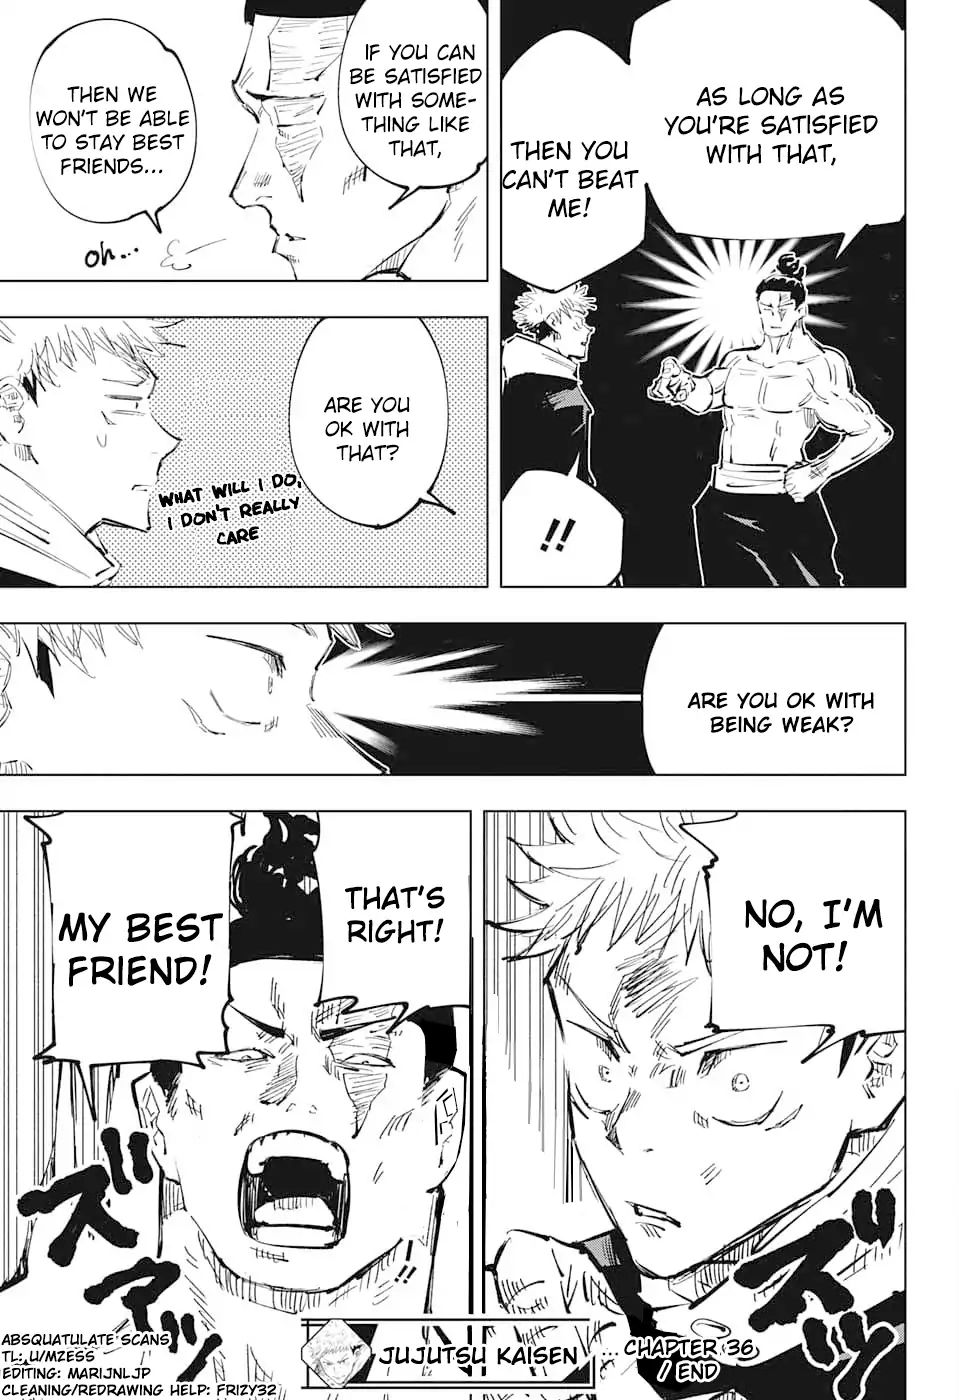 AS LONG AS
YOU'RE SATISFIED
WITH THAT,
THEN YOU
CAN'T BEAT
ME!
!!
IF YOU CAN
BE SATISFIED
WITH SOME-
THING LIKE
THAT,
THEN WE
WON'T BE ABLE
TO STAY BEST
FRIENDS...
oh...
ARE YOU
OK WITH
THAT?
WHAT WILL I DO,
I DON'T REALLY
CARE
ARE YOU OK WITH
BEING WEAK?
NO, I'M
NOT!
THAT'S
RIGHT!
MY BEST
FRIEND!
ズズ
ズアッ
!!
JUJUTSU KAISEN
... CHAPTER 36
/ END
ABSQUATULATE SCANS
TL: U/MZESS
EDITING: MARIJNLJP
CLEANING/REDRAWING HELP: FRIZY32